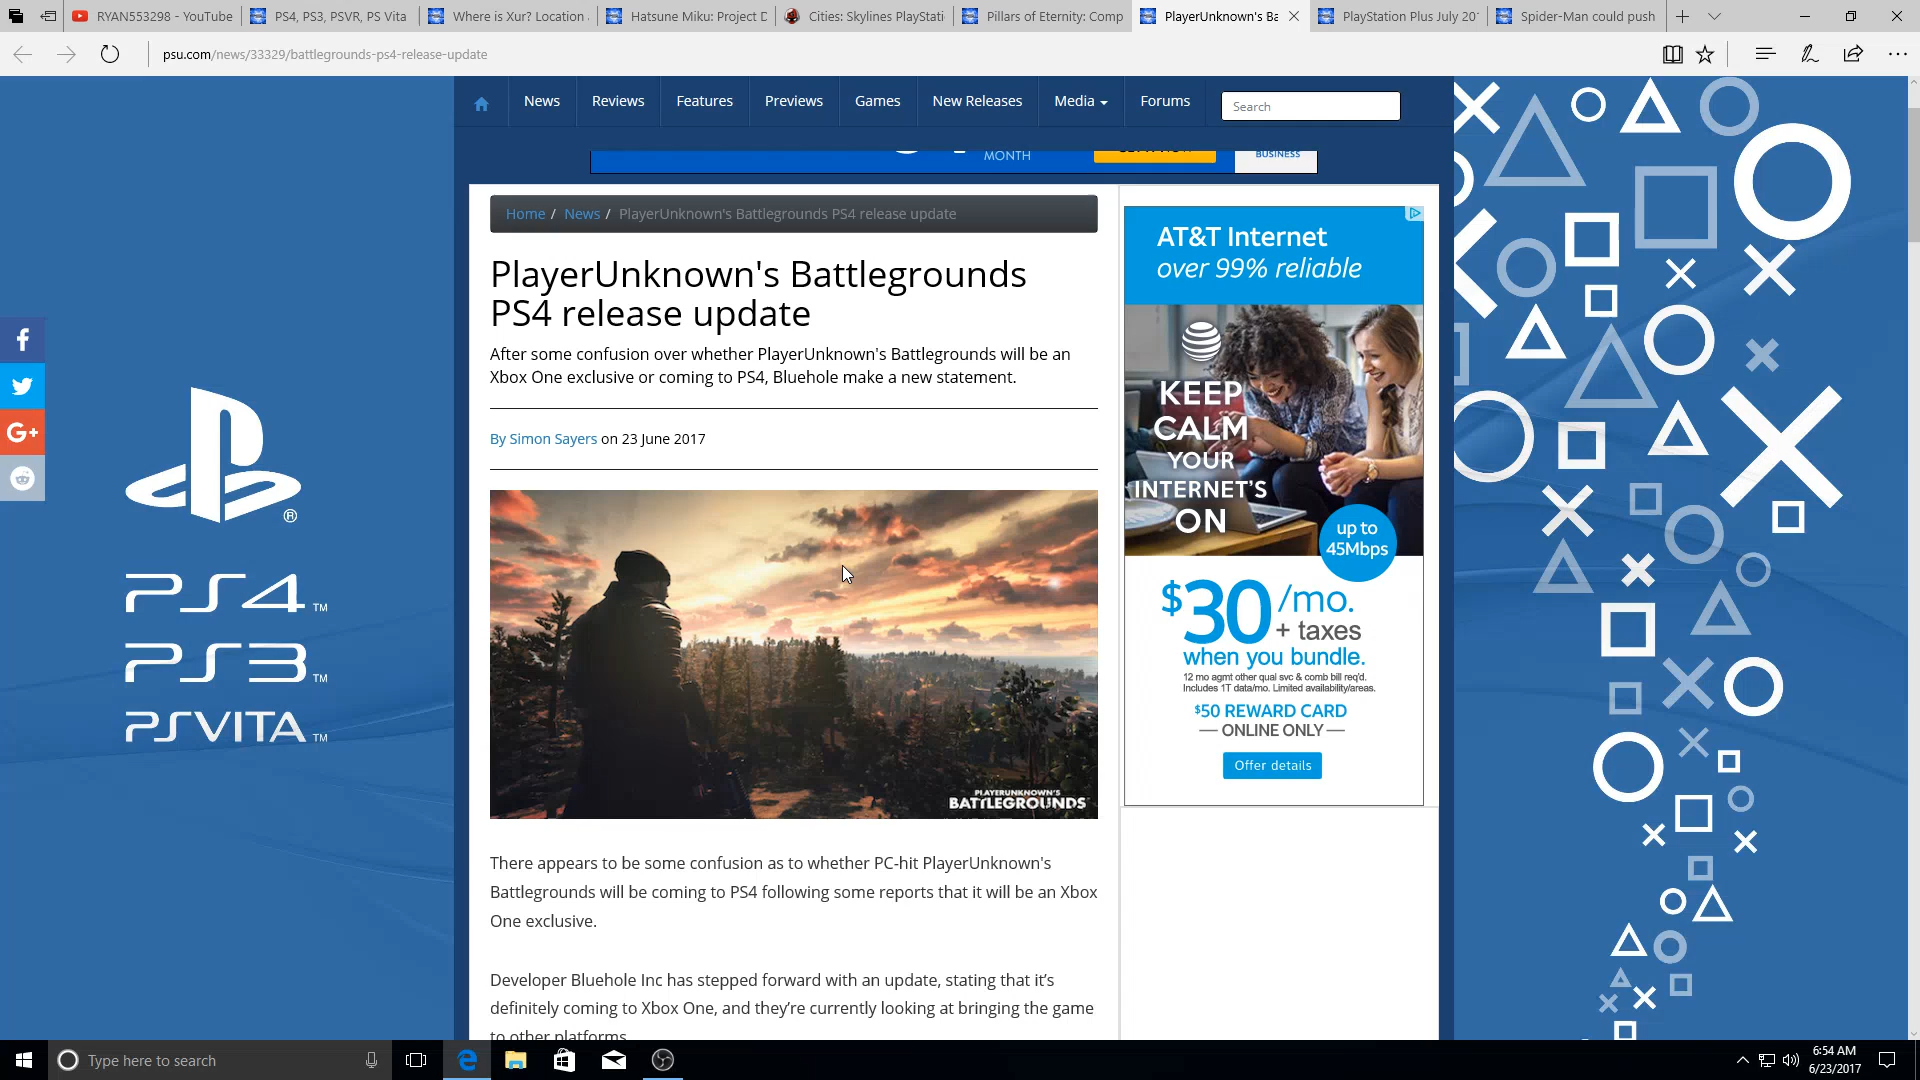 RYAN553298 - YouTube
PS4, PS3, PSVR, PS Vita
Where is Xur? Location
Hatsune Miku: Project D
Cities: Skylines PlayStati
Pillars of Eternity: Comp
PlayerUnknown's Ba
PlayStation Plus July 20
Spider-Man could push
psu.com/news/33329/battlegrounds-ps4-release-update
News
Reviews
Features
Previews
Games
New Releases
Media
Forums
Search
MONTH
BUSINESS
Home / News / PlayerUnknown's Battlegrounds PS4 release update
PlayerUnknown's Battlegrounds
PS4 release update
After some confusion over whether PlayerUnknown's Battlegrounds will be an
Xbox One exclusive or coming to PS4, Bluehole make a new statement.
By Simon Sayers on 23 June 2017
PLAYERUNKNOWN'S
BATTLEGROUNDS
There appears to be some confusion as to whether PC-hit PlayerUnknown's
Battlegrounds will be coming to PS4 following some reports that it will be an Xbox
One exclusive.
Developer Bluehole Inc has stepped forward with an update, stating that it's
definitely coming to Xbox One, and they're currently looking at bringing the game
to other platforms.
AT&T Internet
over 99% reliable
KEEP
CALM
YOUR
INTERNET'S
ON
up to
45Mbps
$30/mo.
+ taxes
when you bundle.
12 mo agmt other qual svc & comb bill req'd.
Includes 1T data/mo. Limited availability/areas.
$50 REWARD CARD
— ONLINE ONLY —
Offer details
f
G+
®
PS4 TM
PS3 TM
PSVITA TM
Type here to search
6:54 AM
6/23/2017